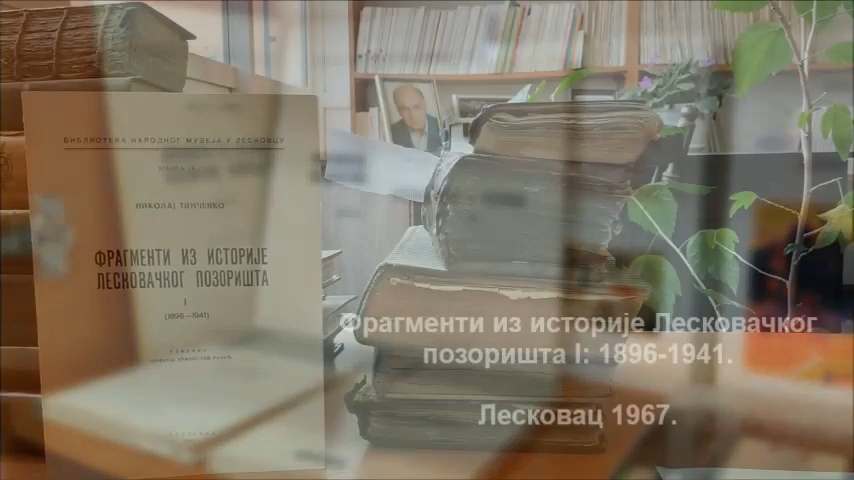 БИБЛИОТЕКА НАРОДНОГ МУЗЕЈА У ЛЕСКОВЦУ
НИКОЛАЈ ТИМЧЕНКО
ФРАГМЕНТИ ИЗ ИСТОРИЈЕ
ЛЕСКОВАЧКОГ ПОЗОРИШТА
I
(1896—1941)
Фрагменти из историје Лесковачког
позоришта I: 1896-1941.
Лесковац 1967.